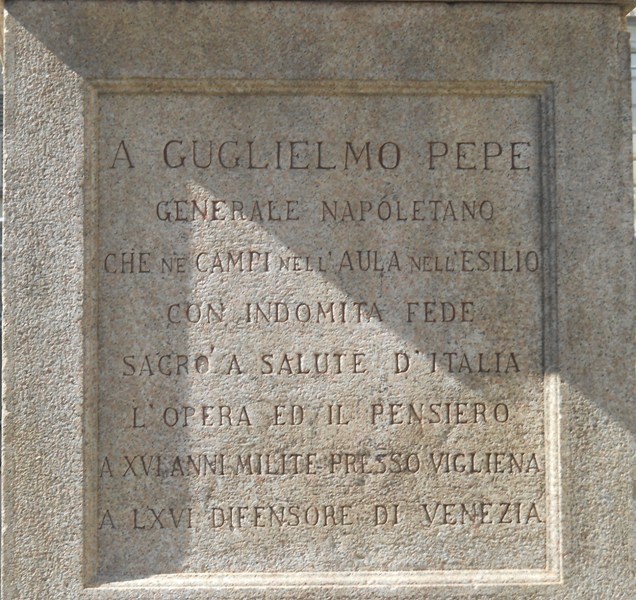 A GUGLIELMO PEPE
GENERALE NAPOLETANO
CHE NE' CAMPI NELL'AULA NELL'ESILIO
CON INDOMITA FEDE
SACRO' A SALUTE D'ITALIA
L'OPERA ED IL PENSIERO
A XVI ANNI MILITE PRESSO VIGLIENA
A LXVI DIFENSORE DI VENEZIA